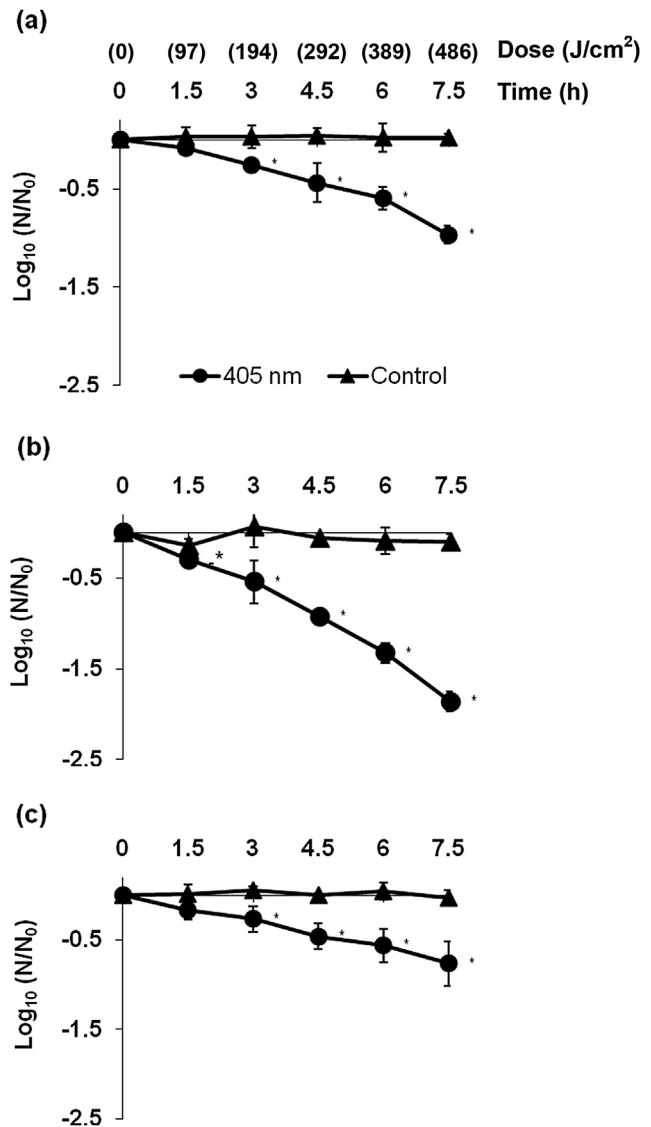 (a)
(0) (97) (194) (292) (389) (486) Dose (J/cm²)
0 1.5 3 4.5 6 7.5 Time (h)
Log₁₀ (N/N₀)
-0.5
*
*
*
*
-1.5
405 nm Control
-2.5
(b)
0 1.5 3 4.5 6 7.5
Log₁₀ (N/N₀)
-0.5
*
*
*
*
-1.5
*
-2.5
(c)
0 1.5 3 4.5 6 7.5
Log₁₀ (N/N₀)
-0.5
*
*
*
*
-1.5
-2.5